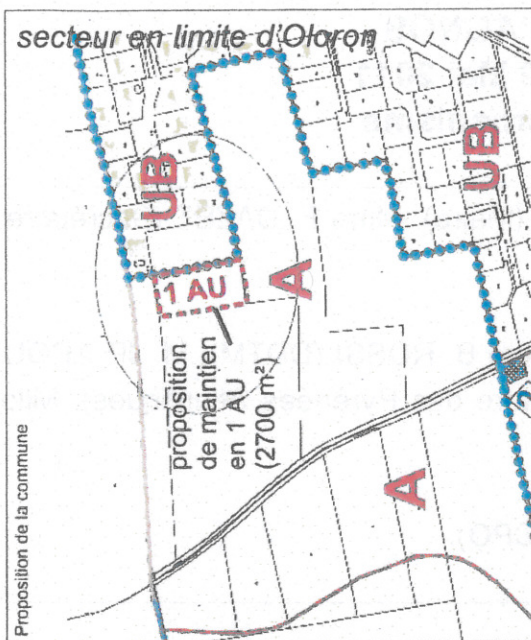 secteur en limite d'Oloron
UB
UB
1 AU
A
proposition
de maintien
en 1 AU
(2700 m²)
A
Proposition de la commune